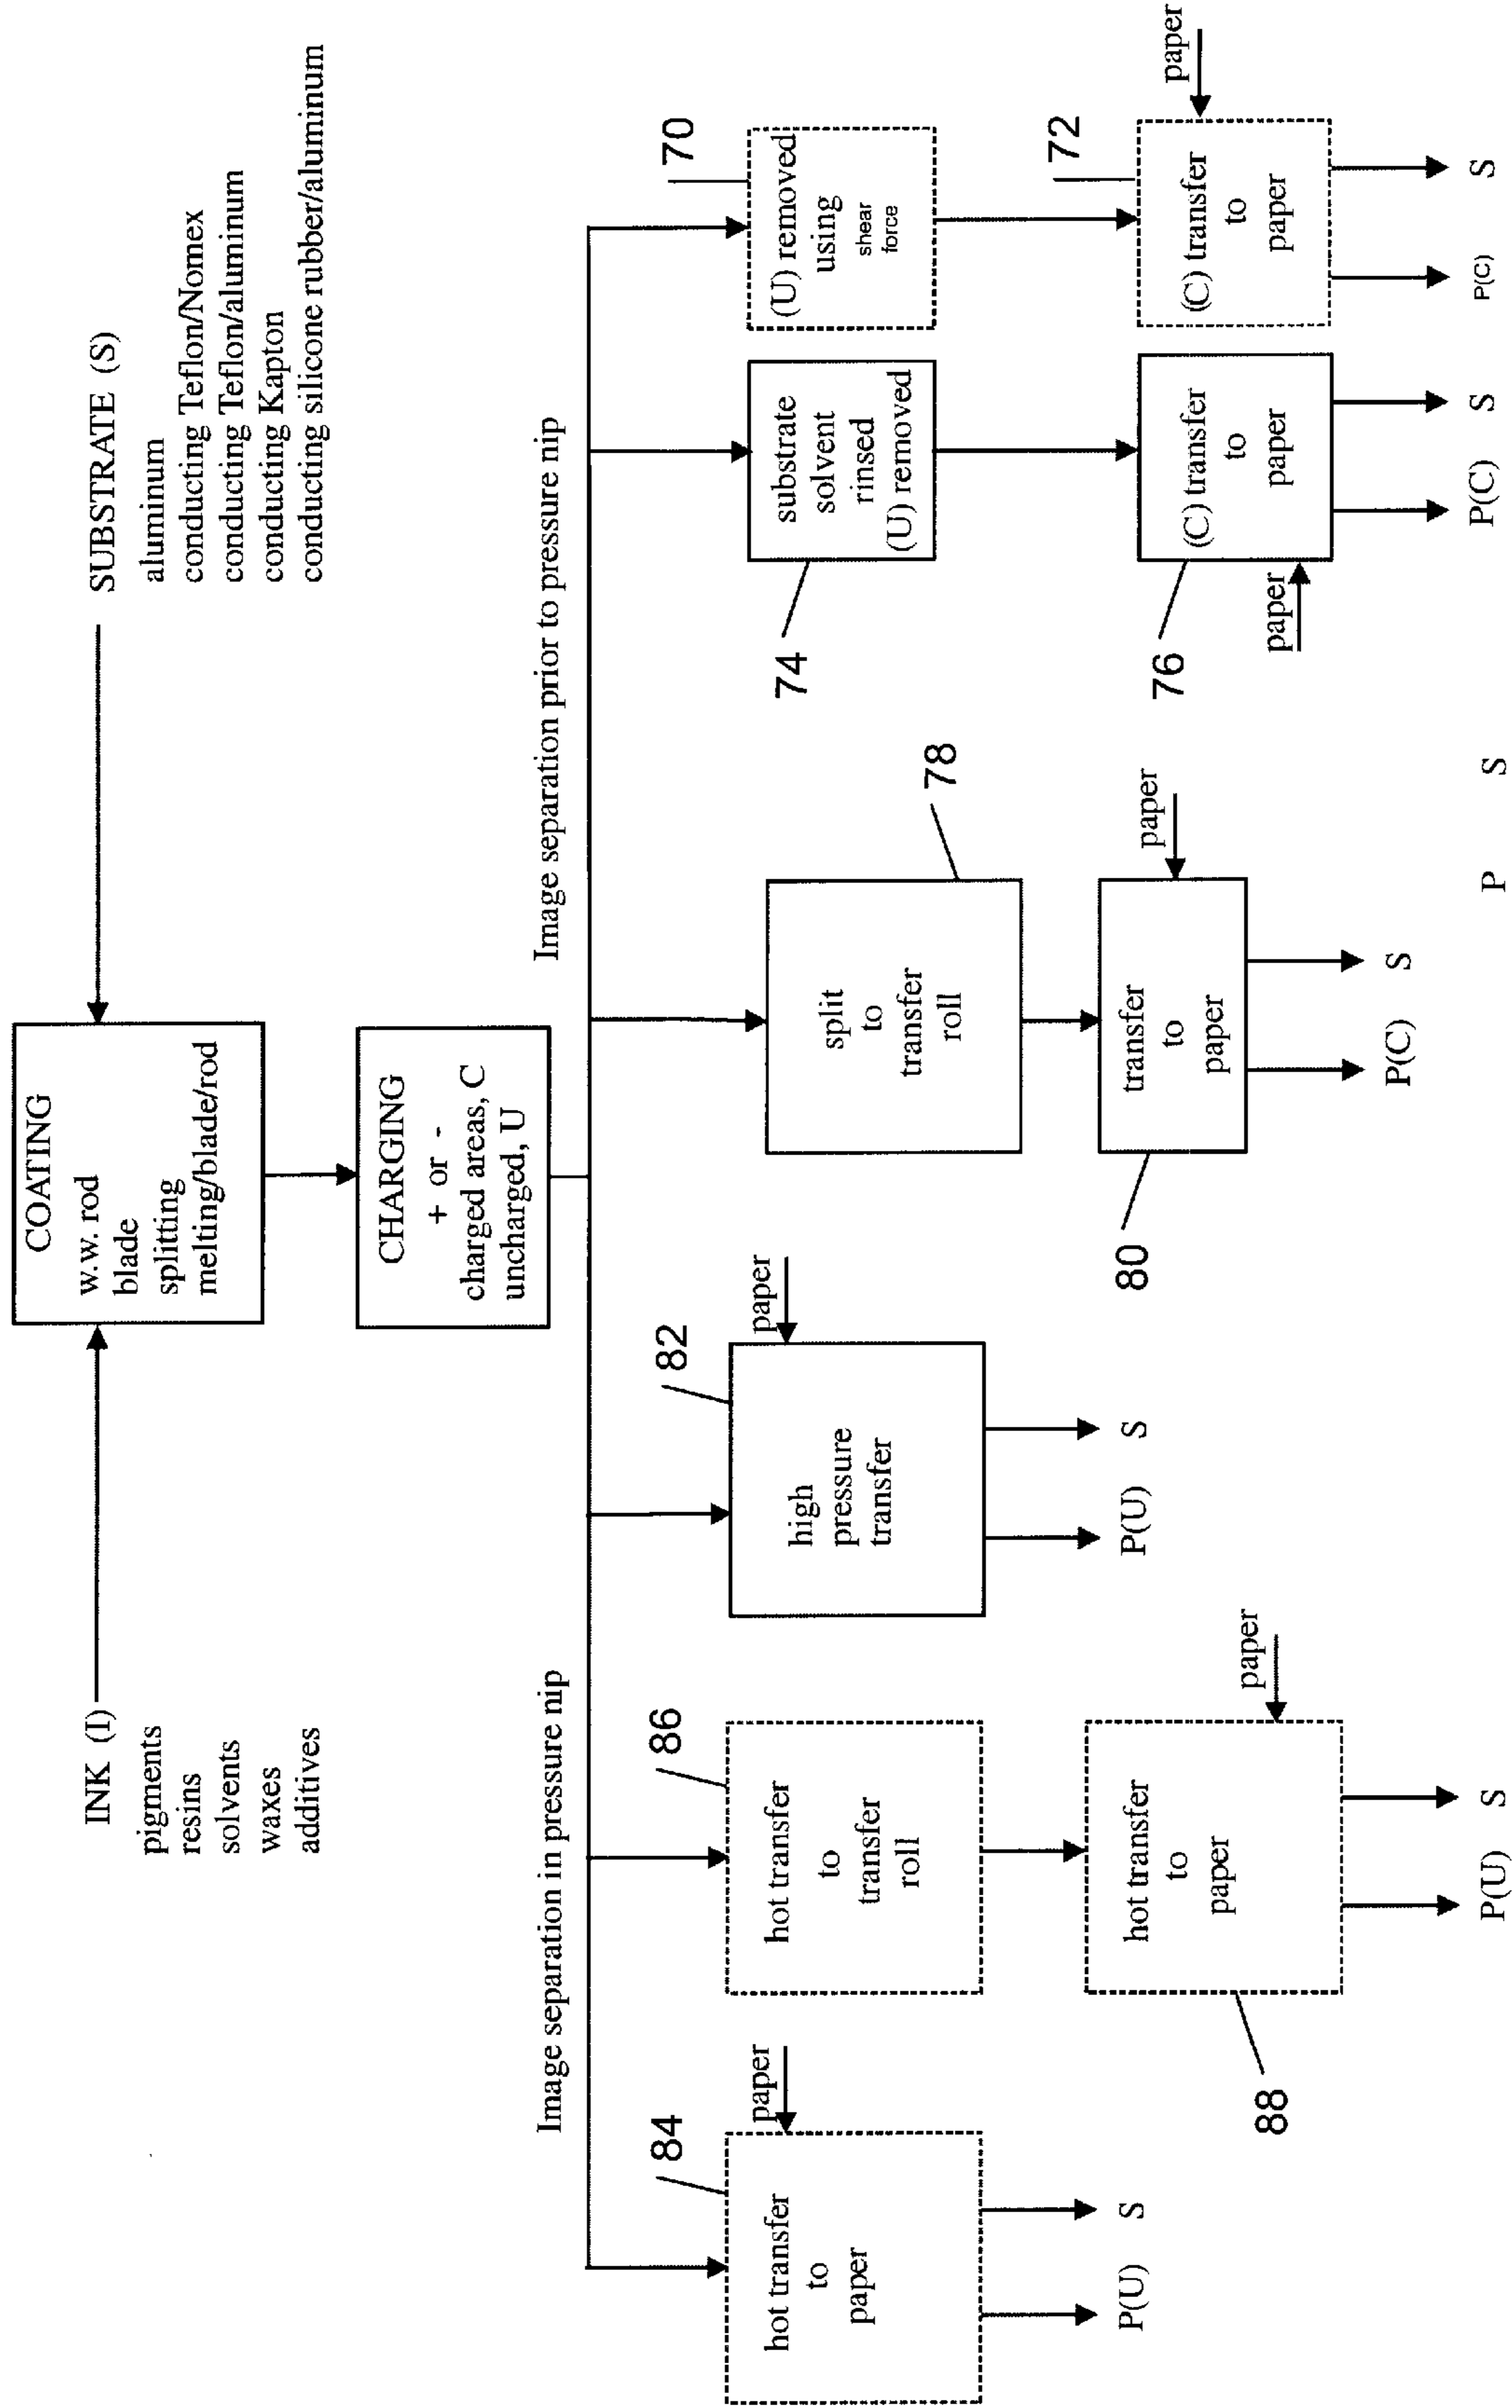 INK (I)
pigments
resins
solvents
waxes
additives
COATING
w.w. rod
blade
splitting
melting/blade/rod
SUBSTRATE (S)
aluminum
conducting Teflon/Nomex
conducting Teflon/aluminum
conducting Kapton
conducting silicone rubber/aluminum
CHARGING
+ or -
charged areas, C
uncharged, U
Image separation in pressure nip
Image separation prior to pressure nip
84
hot transfer
to
paper
paper
P(U)
S
86
hot transfer
to
transfer
roll
88
hot transfer
to
paper
paper
P(U)
S
82
high
pressure
transfer
paper
P(U)
S
78
split
to
transfer
roll
80
transfer
to
paper
paper
P(C)
S
P
S
74
substrate
solvent
rinsed
(U) removed
76
(C) transfer
to
paper
paper
P(C)
S
70
(U) removed
using
shear
force
72
(C) transfer
to
paper
paper
P(C)
S